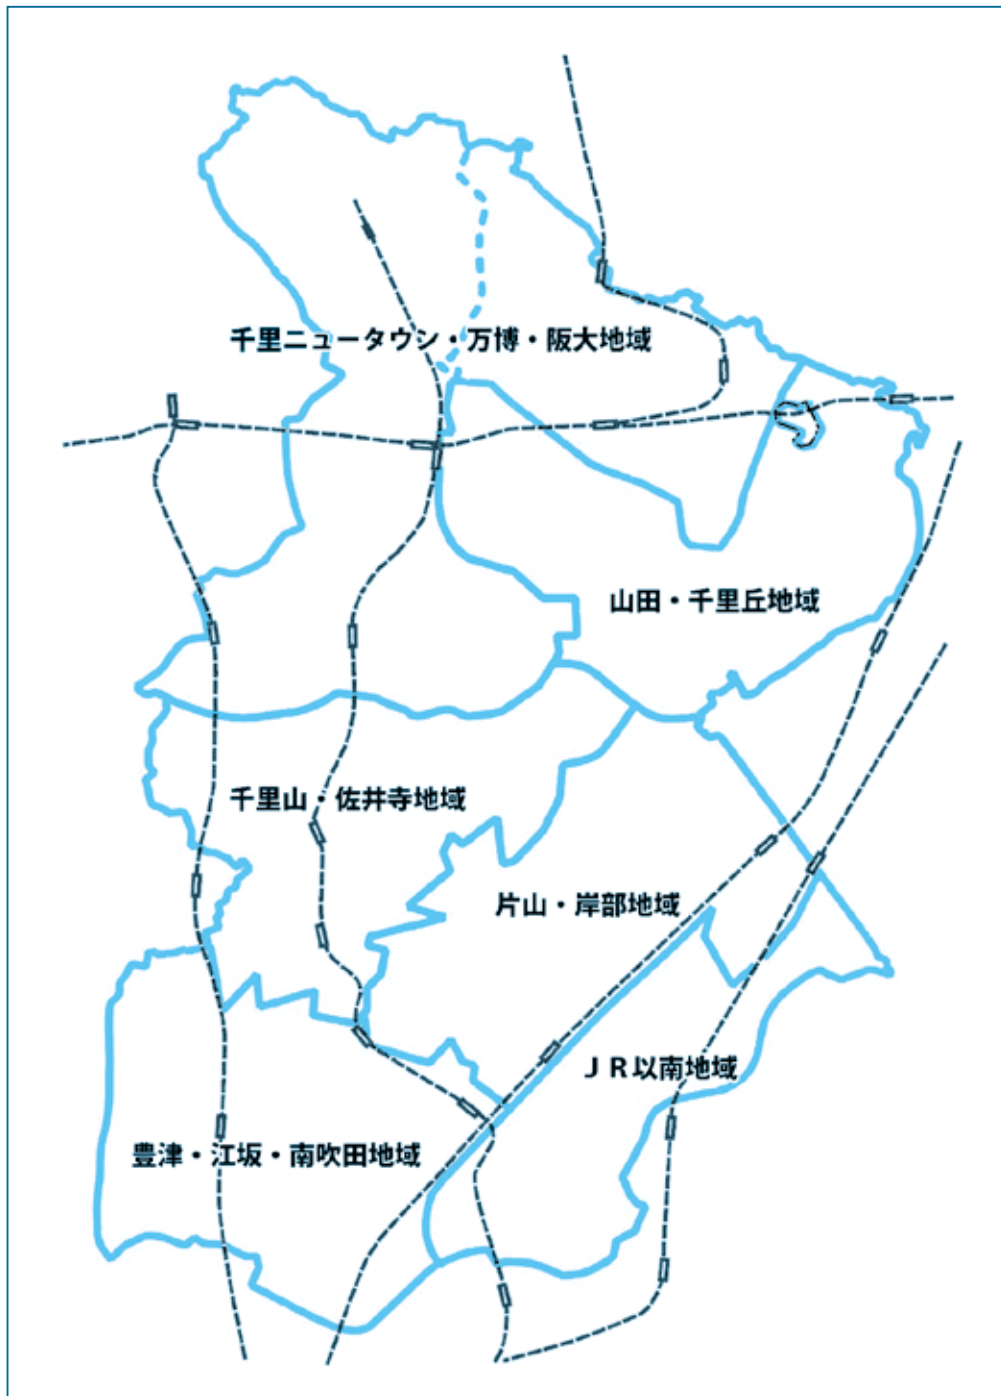 千里ニュータウン・万博・阪大地域
山田・千里丘地域
千里山・佐井寺地域
片山・岸部地域
ＪＲ以南地域
豊津・江坂・南吹田地域